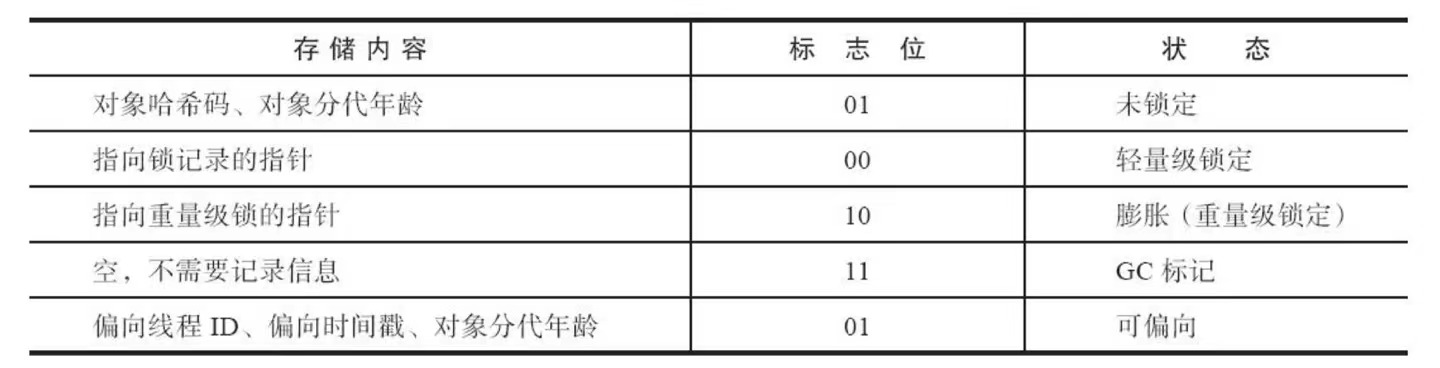 存储内容 标志位 状态
对象哈希码、对象分代年龄 01 未锁定
指向锁记录的指针 00 轻量级锁定
指向重量级锁的指针 10 膨胀（重量级锁定）
空，不需要记录信息 11 GC 标记
偏向线程 ID、偏向时间戳、对象分代年龄 01 可偏向